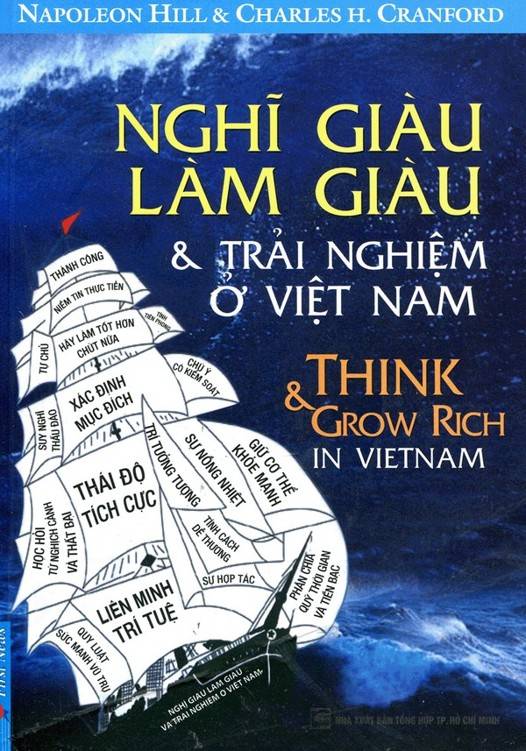 NAPOLEON HILL & CHARLES H. CRANFORD
NGHĨ GIÀU
LÀM GIÀU
& TRẢI NGHIỆM
Ở VIỆT NAM
THINK
& GROW RICH
IN VIETNAM
THÀNH CÔNG
NIỀM TIN THỰC TIỄN
TINH
TIÊN PHONG
TỰ CHỦ
HÃY LÀM TỐT HƠN
CHÚT NỮA
CHÚ Ý
CÓ KIỂM SOÁT
SUY NGHĨ
THẤU ĐÁO
XÁC ĐỊNH
MỤC ĐÍCH
TRÍ TƯỞNG TƯỢNG
SỰ NỒNG NHIỆT
GIỮ CƠ THỂ
KHỎE MẠNH
HỌC HỎI
TỪ NGHỊCH CẢNH
VÀ THẤT BẠI
THÁI ĐỘ
TÍCH CỰC
TÍNH CÁCH
DỄ THƯƠNG
SỰ HỢP TÁC
PHÂN CHIA
QUỸ THỜI GIAN
VÀ TIỀN BẠC
LIÊN MINH
TRÍ TUỆ
QUY LUẬT
SỨC MẠNH VŨ TRỤ
NGHĨ GIÀU LÀM GIÀU
VÀ TRẢI NGHIỆM Ở VIỆT NAM
First News
NHÀ XUẤT BẢN TỔNG HỢP TP. HỒ CHÍ MINH